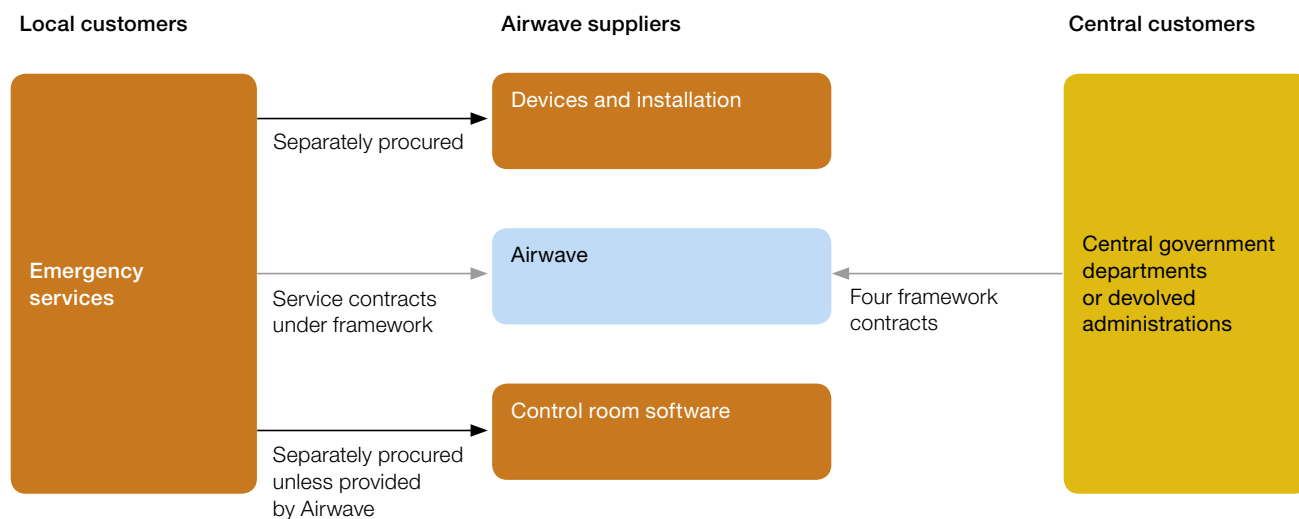 Local customers
Airwave suppliers
Central customers
Devices and installation
Separately procured
Emergency
services
Airwave
Service contracts
under framework
Four framework
contracts
Central government
departments
or devolved
administrations
Control room software
Separately procured
unless provided
by Airwave